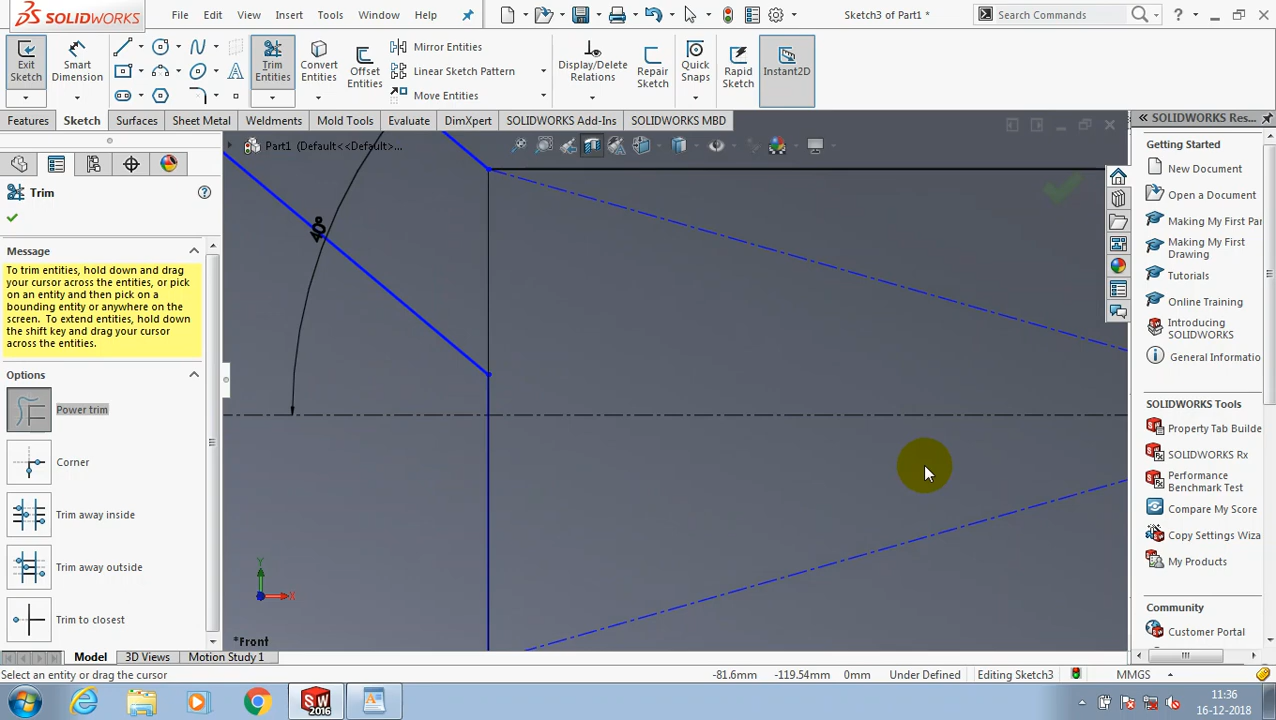 SOLIDWORKS
File Edit View Insert Tools Window Help
Sketch3 of Part1 *
Search Commands
Exit Sketch
Smart Dimension
Trim Entities
Convert Entities
Offset Entities
Mirror Entities
Linear Sketch Pattern
Move Entities
Display/Delete Relations
Repair Sketch
Quick Snaps
Rapid Sketch
Instant2D
Features Sketch Surfaces Sheet Metal Weldments Mold Tools Evaluate DimXpert SOLIDWORKS Add-Ins SOLIDWORKS MBD
Part1 (Default<<Default>...
Trim
Message
To trim entities, hold down and drag
your cursor across the entities, or pick
on an entity and then pick on a
bounding entity or anywhere on the
screen. To extend entities, hold down
the shift key and drag your cursor
across the entities.
Options
Power trim
Corner
Trim away inside
Trim away outside
Trim to closest
40°
Y
X
*Front
SOLIDWORKS Res...
Getting Started
New Document
Open a Document
Making My First Par
Making My First
Drawing
Tutorials
Online Training
Introducing
SOLIDWORKS
General Informatio
SOLIDWORKS Tools
Property Tab Builde
SOLIDWORKS Rx
Performance
Benchmark Test
Compare My Score
Copy Settings Wiza
My Products
Community
Customer Portal
Model 3D Views Motion Study 1
Select an entity or drag the cursor
-81.6mm -119.54mm 0mm Under Defined Editing Sketch3 MMGS
SW 2016
11:36
16-12-2018